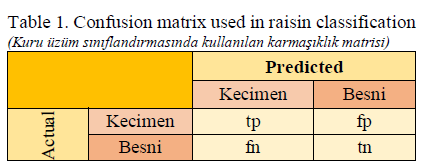 Table 1. Confusion matrix used in raisin classification
(Kuru üzüm sınıflandırmasında kullanılan karmaşıklık matrisi)
Predicted
Kecimen Besni
Actual
Kecimen tp fp
Besni fn tn